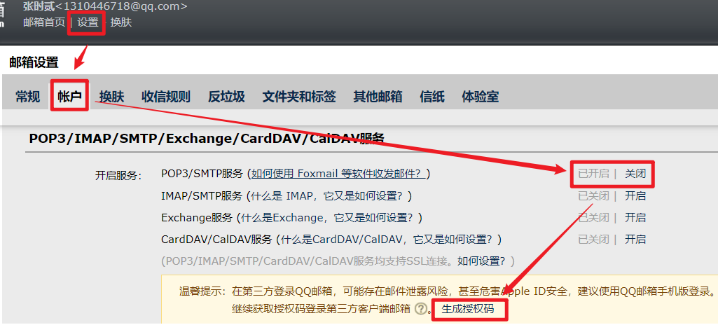 箱
张时贰<1310446718@qq.com>
邮箱首页 | 设置 | 换肤
邮箱设置
常规 帐户 换肤 收信规则 反垃圾 文件夹和标签 其他邮箱 信纸 体验室
POP3/IMAP/SMTP/Exchange/CardDAV/CalDAV服务
开启服务： POP3/SMTP服务 (如何使用 Foxmail 等软件收发邮件？) 已开启 | 关闭
IMAP/SMTP服务 (什么是 IMAP，它又是如何设置？) 已关闭 | 开启
Exchange服务 (什么是Exchange，它又是如何设置？) 已关闭 | 开启
CardDAV/CalDAV服务 (什么是CardDAV/CalDAV，它又是如何设置？) 已关闭 | 开启
(POP3/IMAP/SMTP/CardDAV/CalDAV服务均支持SSL连接。如何设置？)
温馨提示：在第三方登录QQ邮箱，可能存在邮件泄露风险，甚至危害Apple ID安全，建议使用QQ邮箱手机版登录。
继续获取授权码登录第三方客户端邮箱 ? 。生成授权码